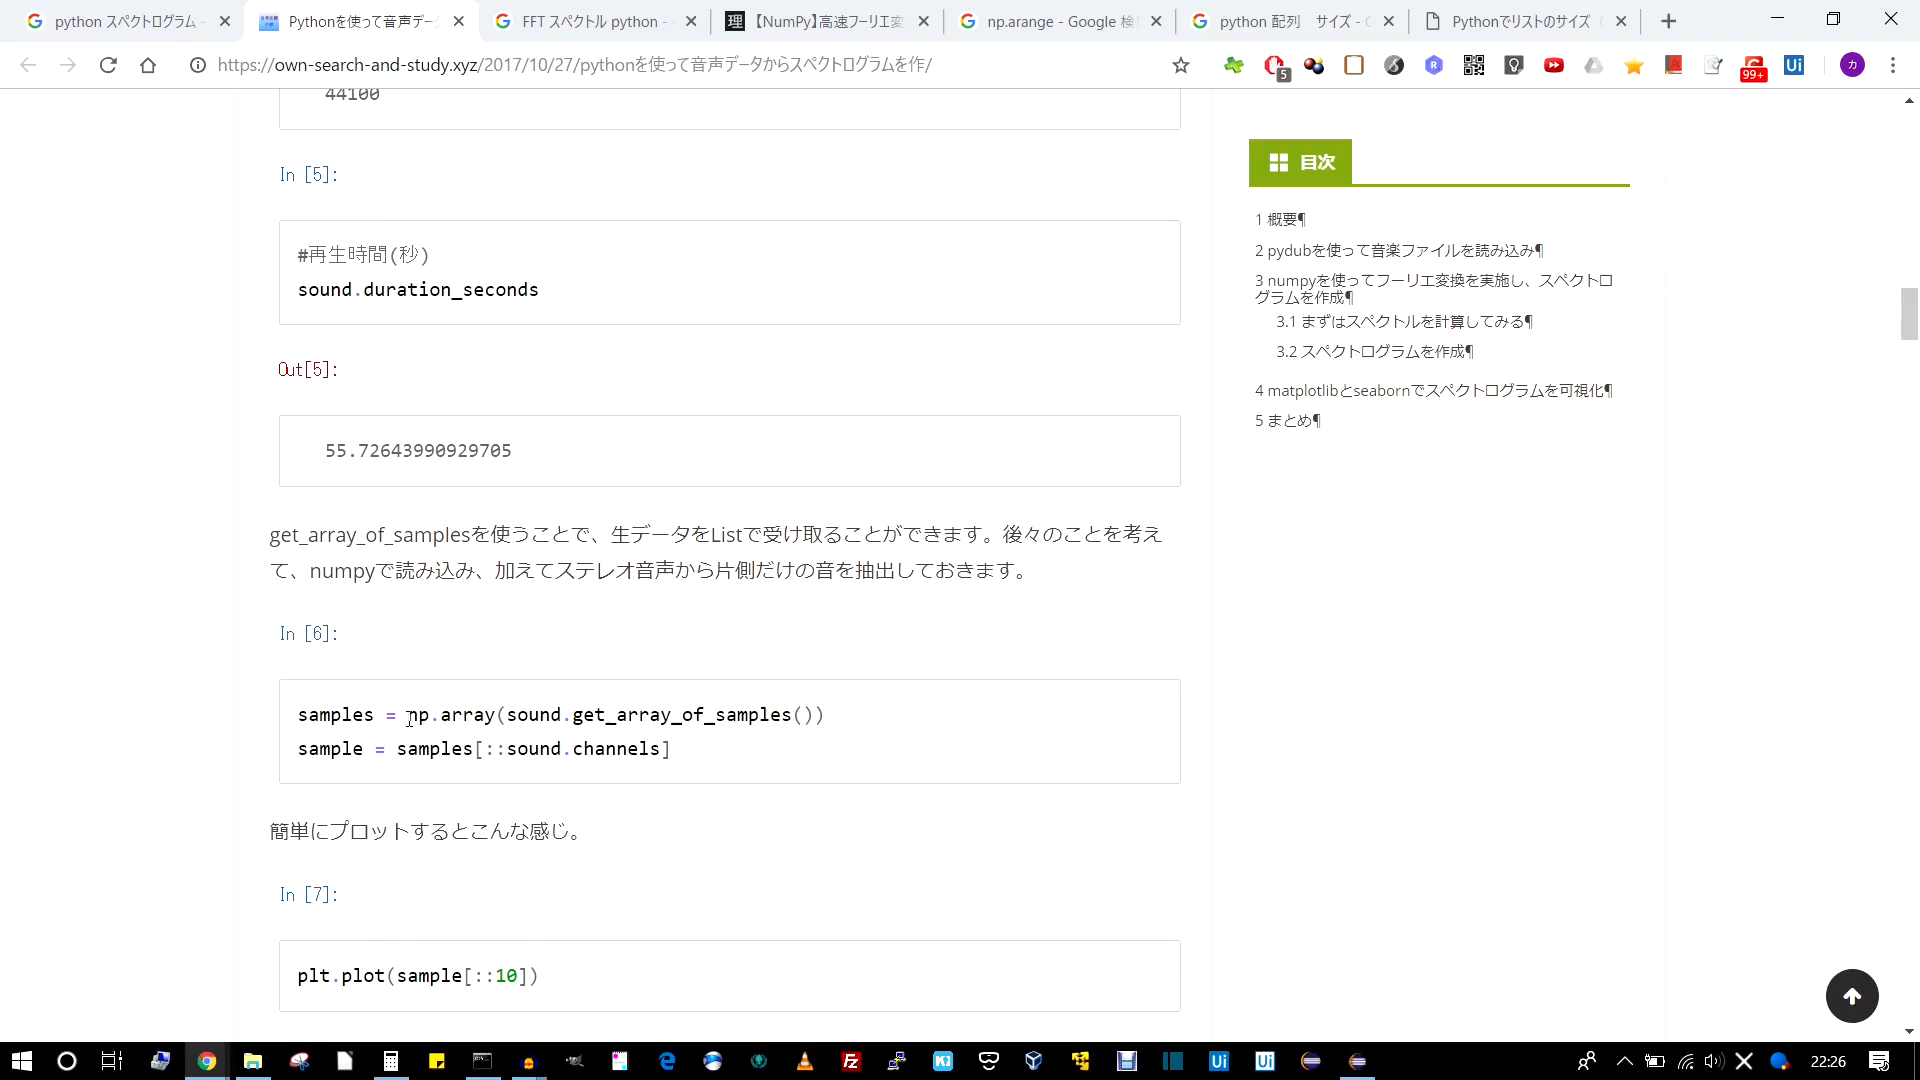 python スペクトログラム -
Pythonを使って音声デー
FFT スペクトル python -
【NumPy】高速フーリエ変
np.arange - Google 検
python 配列　サイズ - G
Pythonでリストのサイズ
https://own-search-and-study.xyz/2017/10/27/pythonを使って音声データからスペクトログラムを作/
5
99+
Ui
カ
44100
In [5]:
#再生時間(秒)
sound.duration_seconds
Out[5]:
55.72643990929705
get_array_of_samplesを使うことで、生データをListで受け取ることができます。後々のことを考え
て、numpyで読み込み、加えてステレオ音声から片側だけの音を抽出しておきます。
In [6]:
samples = np.array(sound.get_array_of_samples())
sample = samples[::sound.channels]
簡単にプロットするとこんな感じ。
In [7]:
plt.plot(sample[::10])
目次
1 概要¶
2 pydubを使って音楽ファイルを読み込み¶
3 numpyを使ってフーリエ変換を実施し、スペクトロ
グラムを作成¶
3.1 まずはスペクトルを計算してみる¶
3.2 スペクトログラムを作成¶
4 matplotlibとseabornでスペクトログラムを可視化¶
5 まとめ¶
Ui
Ui
22:26